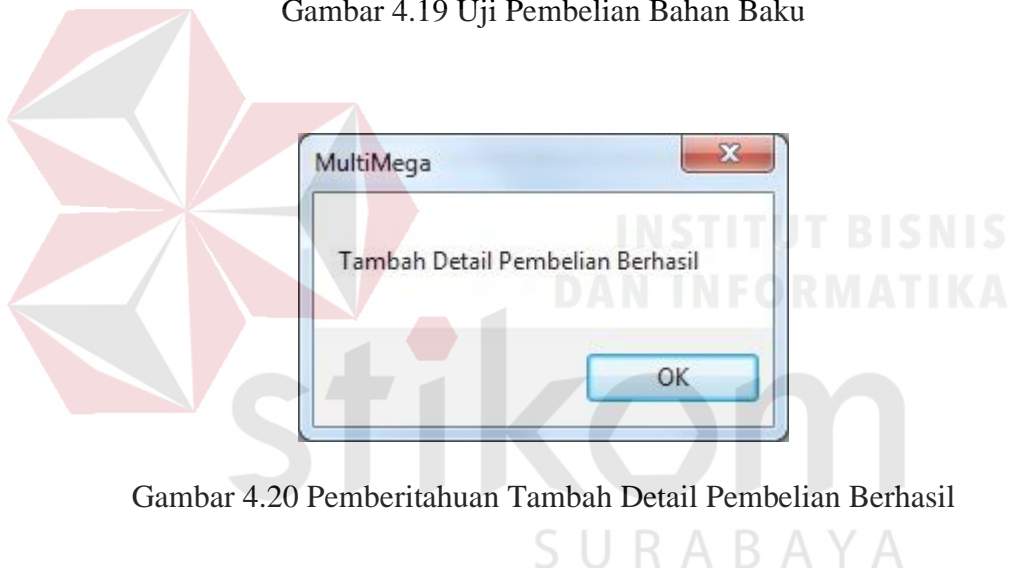 Gambar 4.19 Uji Pembelian Bahan Baku
MultiMega
INSTITUT BISNIS
Tambah Detail Pembelian Berhasil
DAN INFORMATIKA
OK
stikom
Gambar 4.20 Pemberitahuan Tambah Detail Pembelian Berhasil
SURABAYA